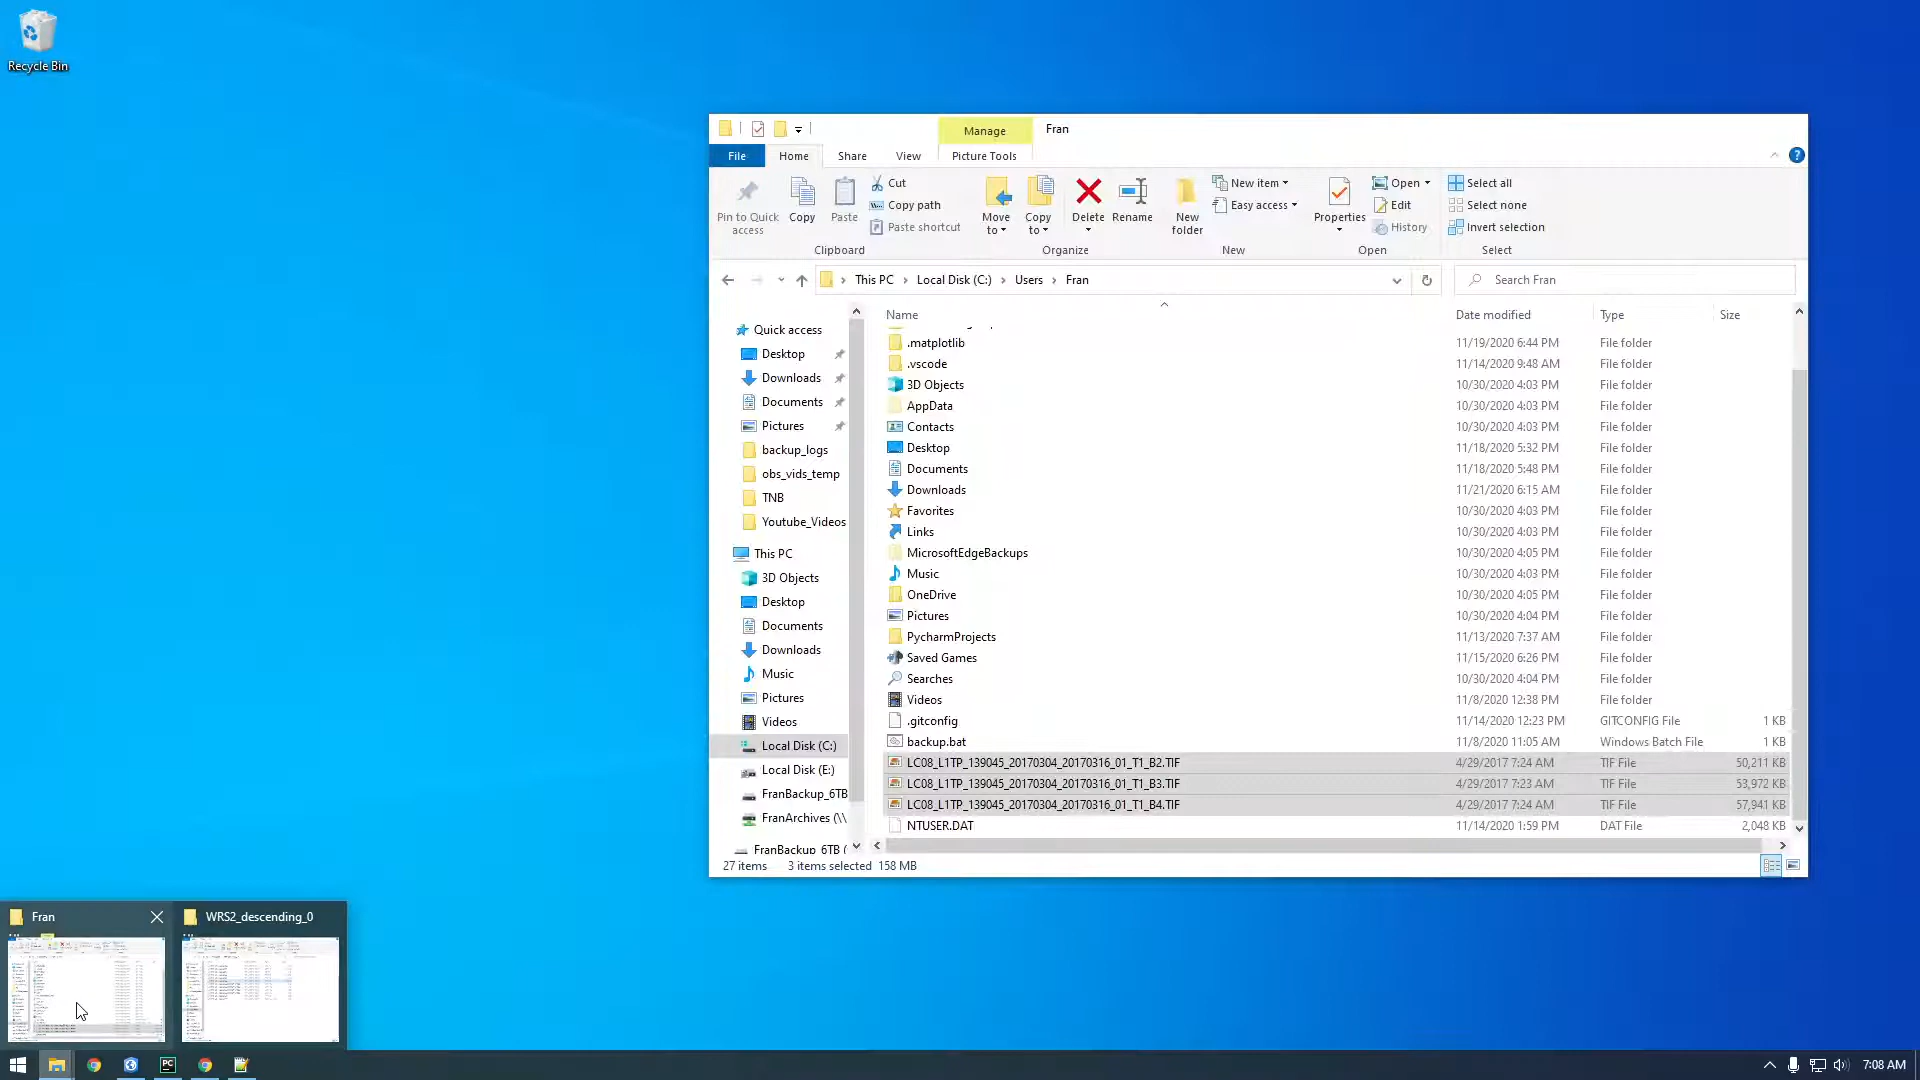 Recycle Bin
Manage
Fran
File
Home
Share
View
Picture Tools
Pin to Quick access
Copy
Paste
Cut
Copy path
Paste shortcut
Clipboard
Move to
Copy to
Delete
Rename
Organize
New folder
New item
Easy access
New
Properties
Open
Edit
History
Open
Select all
Select none
Invert selection
Select
This PC
Local Disk (C:)
Users
Fran
Search Fran
Quick access
Desktop
Downloads
Documents
Pictures
backup_logs
obs_vids_temp
TNB
Youtube_Videos
This PC
3D Objects
Desktop
Documents
Downloads
Music
Pictures
Videos
Local Disk (C:)
Local Disk (E:)
FranBackup_6TB
FranArchives (\\
FranBackup_6TB (
Name Date modified Type Size
.matplotlib 11/19/2020 6:44 PM File folder
.vscode 11/14/2020 9:48 AM File folder
3D Objects 10/30/2020 4:03 PM File folder
AppData 10/30/2020 4:03 PM File folder
Contacts 10/30/2020 4:03 PM File folder
Desktop 11/18/2020 5:32 PM File folder
Documents 11/18/2020 5:48 PM File folder
Downloads 11/21/2020 6:15 AM File folder
Favorites 10/30/2020 4:03 PM File folder
Links 10/30/2020 4:03 PM File folder
MicrosoftEdgeBackups 10/30/2020 4:05 PM File folder
Music 10/30/2020 4:03 PM File folder
OneDrive 10/30/2020 4:05 PM File folder
Pictures 10/30/2020 4:04 PM File folder
PycharmProjects 11/13/2020 7:37 AM File folder
Saved Games 11/15/2020 6:26 PM File folder
Searches 10/30/2020 4:04 PM File folder
Videos 11/8/2020 12:38 PM File folder
.gitconfig 11/14/2020 12:23 PM GITCONFIG File 1 KB
backup.bat 11/8/2020 11:05 AM Windows Batch File 1 KB
LC08_L1TP_139045_20170304_20170316_01_T1_B2.TIF 4/29/2017 7:24 AM TIF File 50,211 KB
LC08_L1TP_139045_20170304_20170316_01_T1_B3.TIF 4/29/2017 7:23 AM TIF File 53,972 KB
LC08_L1TP_139045_20170304_20170316_01_T1_B4.TIF 4/29/2017 7:24 AM TIF File 57,941 KB
NTUSER.DAT 11/14/2020 1:59 PM DAT File 2,048 KB
27 items 3 items selected 158 MB
Fran
WRS2_descending_0
PC
7:08 AM